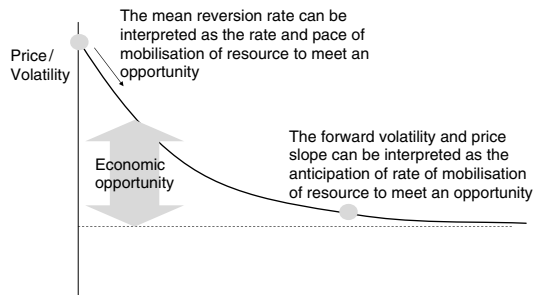 The mean reversion rate can be
interpreted as the rate and pace of
mobilisation of resource to meet an
opportunity
Price/
Volatility
The forward volatility and price
slope can be interpreted as the
anticipation of rate of mobilisation
of resource to meet an opportunity
Economic
opportunity